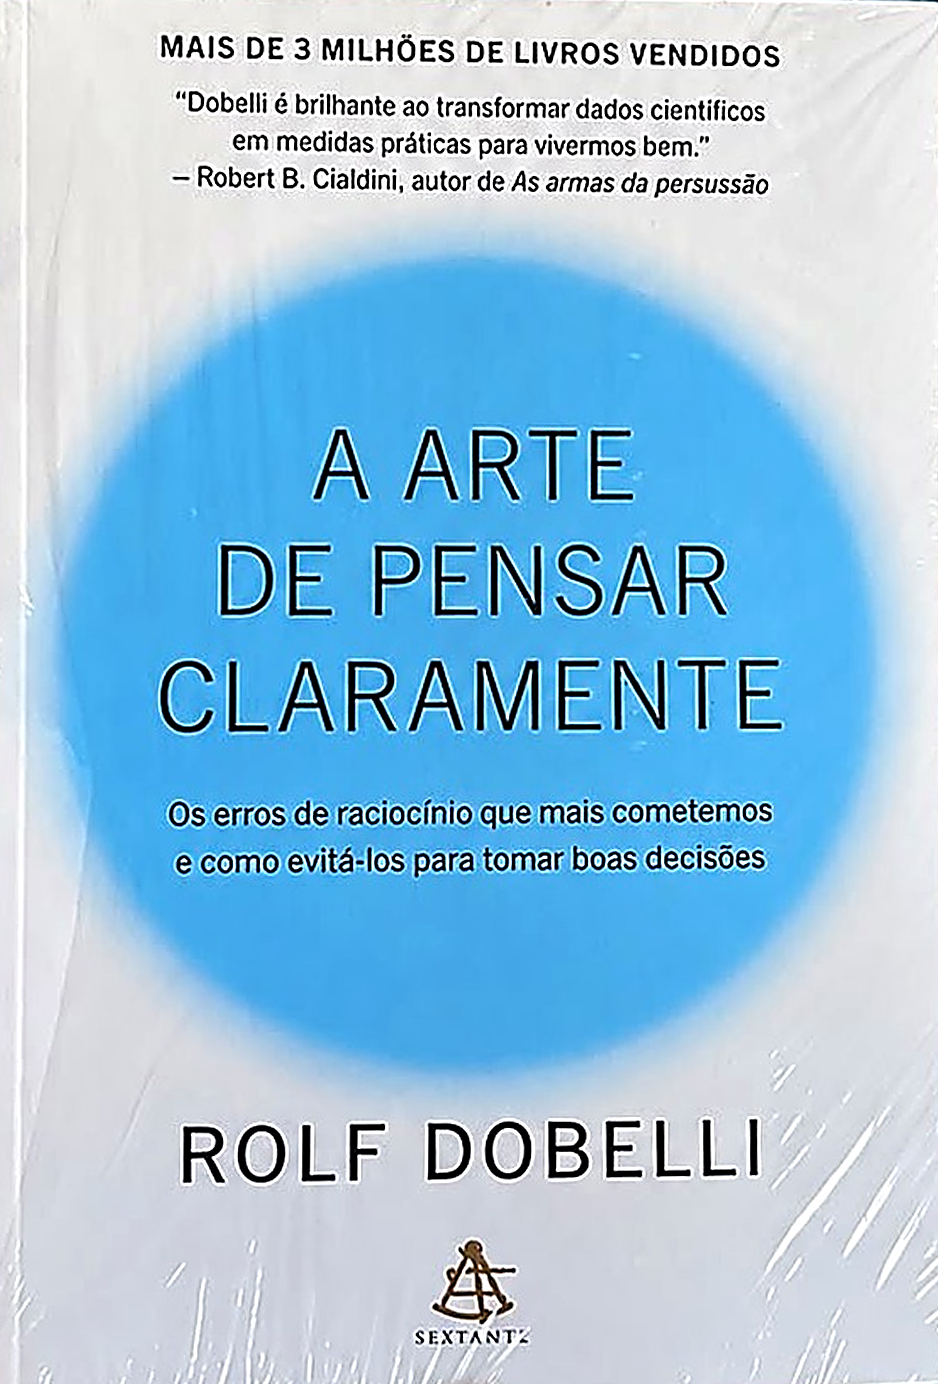 MAIS DE 3 MILHÕES DE LIVROS VENDIDOS
“Dobelli é brilhante ao transformar dados científicos
em medidas práticas para vivermos bem.”
– Robert B. Cialdini, autor de As armas da persussão
A ARTE
DE PENSAR
CLARAMENTE
Os erros de raciocínio que mais cometemos
e como evitá-los para tomar boas decisões
ROLF DOBELLI
SEXTANTE